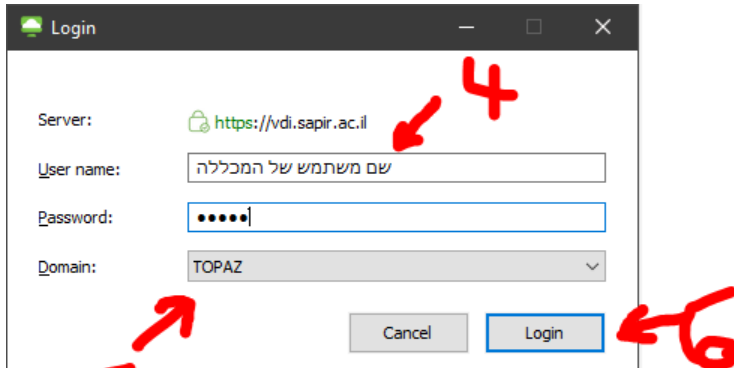 Login
4
Server: https://vdi.sapir.ac.il
User name: שם משתמש של המכללה
Password: •••••
Domain: TOPAZ
Cancel Login 6